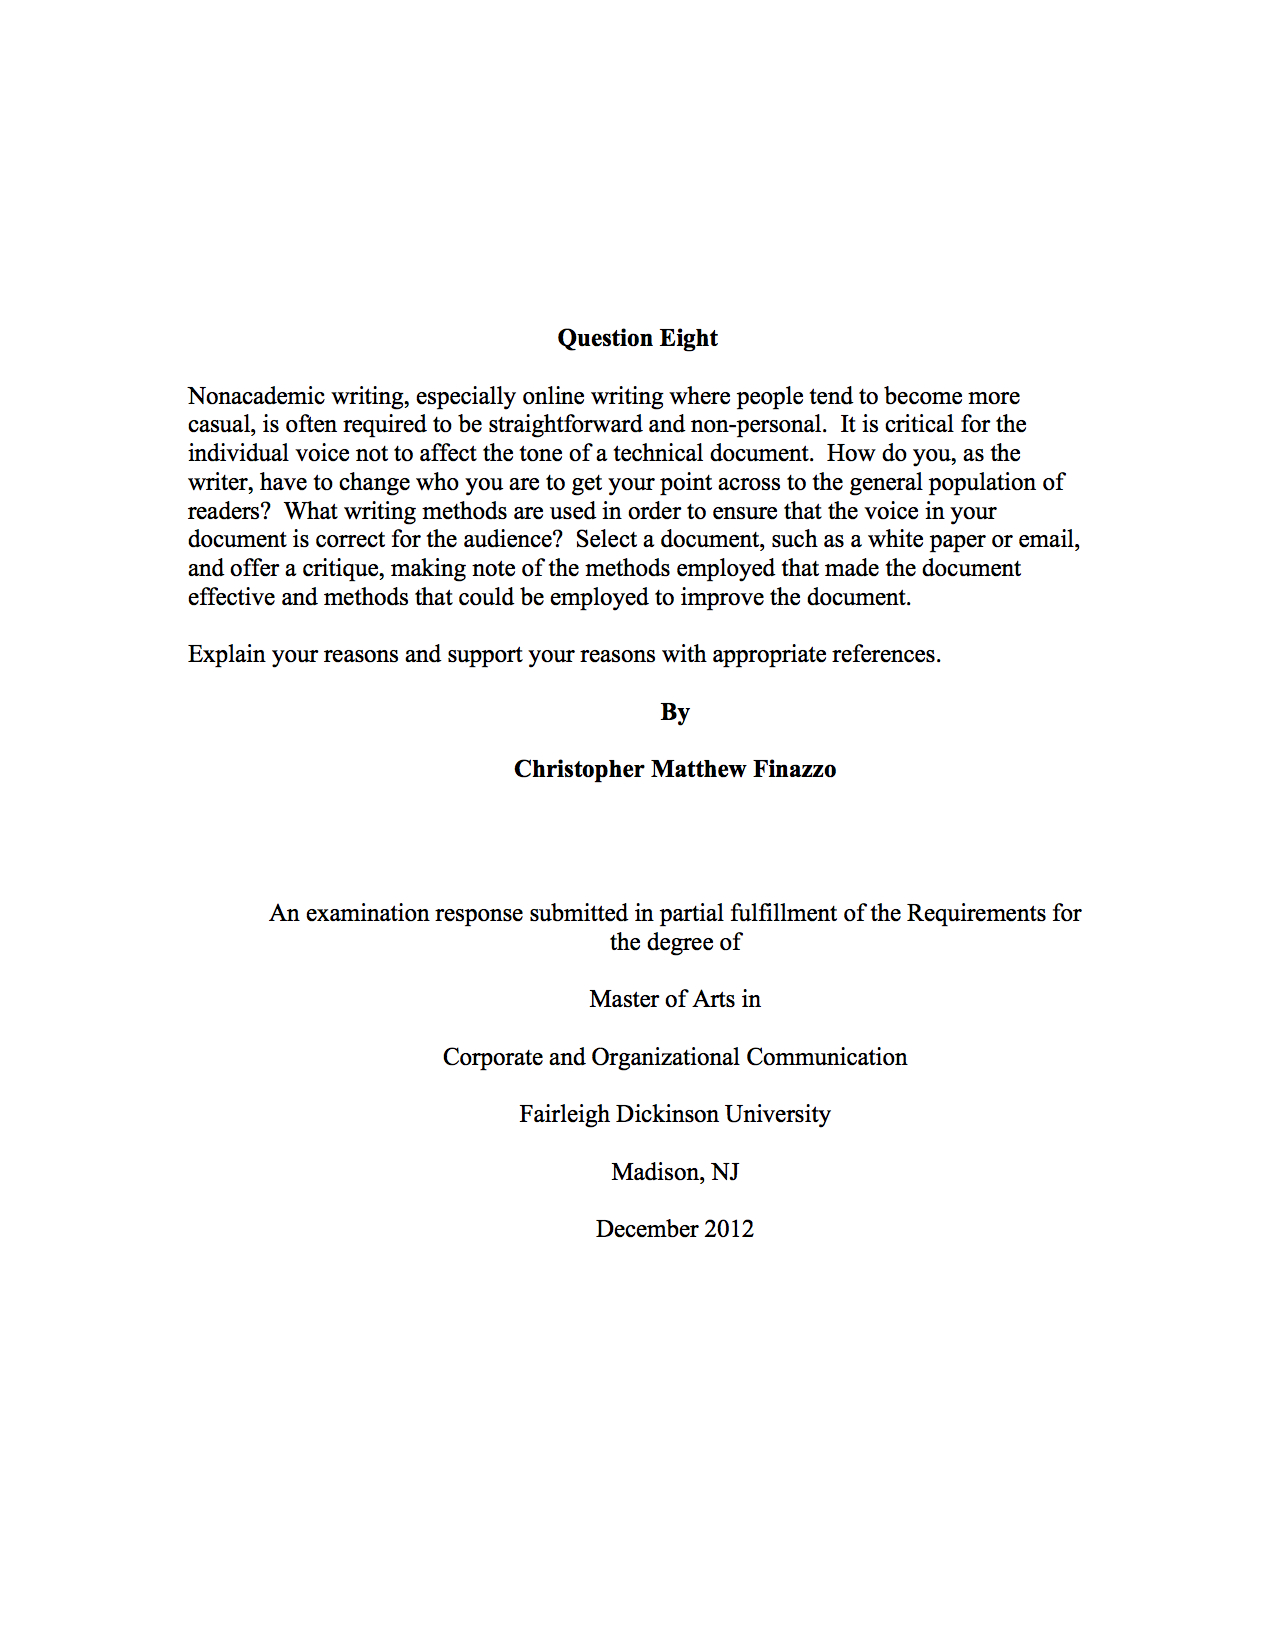 Question Eight
Nonacademic writing, especially online writing where people tend to become more
casual, is often required to be straightforward and non-personal.  It is critical for the
individual voice not to affect the tone of a technical document.  How do you, as the
writer, have to change who you are to get your point across to the general population of
readers?  What writing methods are used in order to ensure that the voice in your
document is correct for the audience?  Select a document, such as a white paper or email,
and offer a critique, making note of the methods employed that made the document
effective and methods that could be employed to improve the document.
Explain your reasons and support your reasons with appropriate references.
By
Christopher Matthew Finazzo
An examination response submitted in partial fulfillment of the Requirements for
the degree of
Master of Arts in
Corporate and Organizational Communication
Fairleigh Dickinson University
Madison, NJ
December 2012